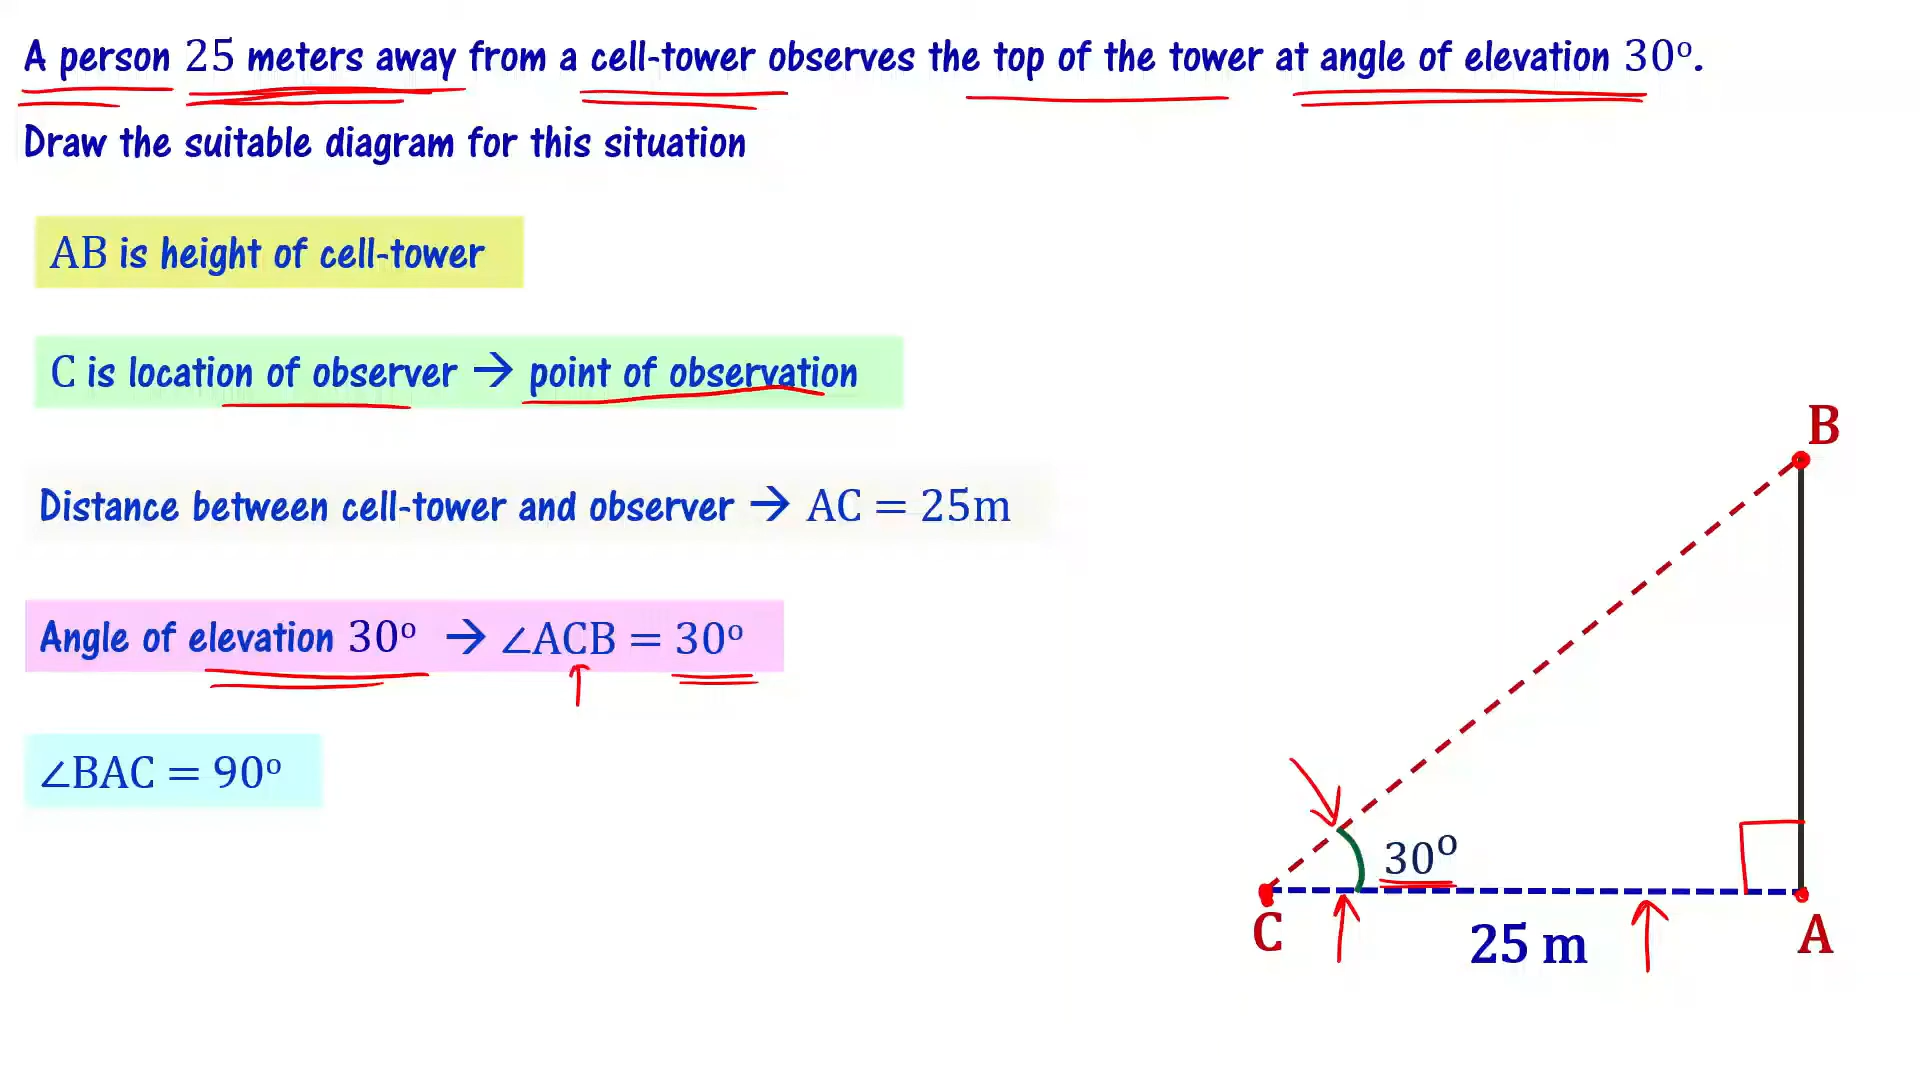 A person 25 meters away from a cell-tower observes the top of the tower at angle of elevation 30°.
Draw the suitable diagram for this situation
AB is height of cell-tower
C is location of observer → point of observation
Distance between cell-tower and observer → AC = 25m
Angle of elevation 30° → ∠ACB = 30°
∠BAC = 90°
B
30°
C
A
25 m